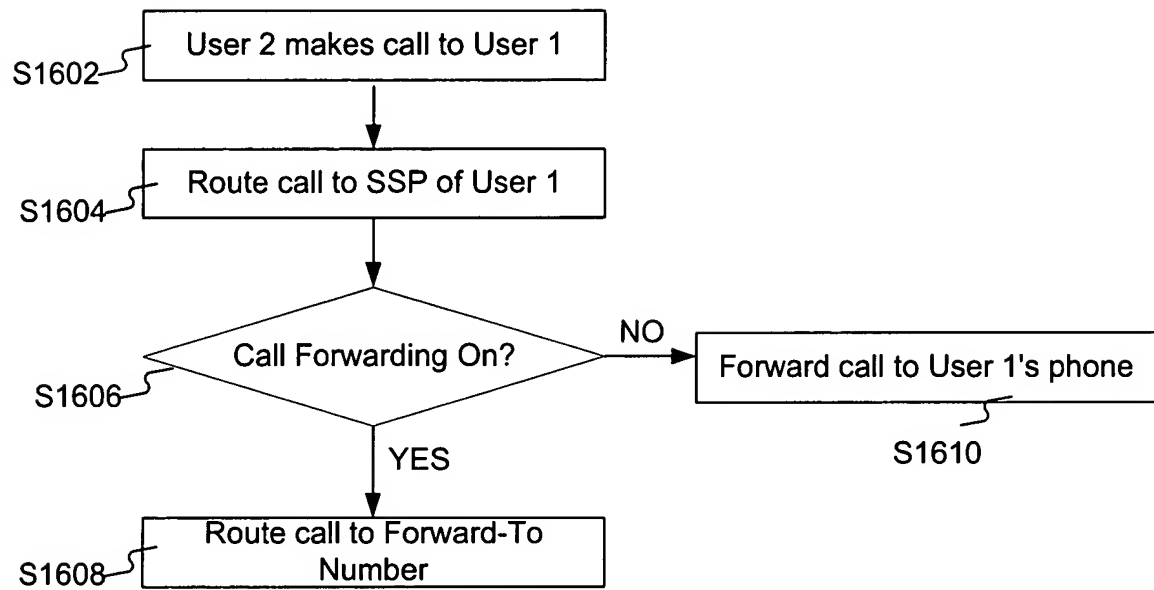 User 2 makes call to User 1
S1602
Route call to SSP of User 1
S1604
Call Forwarding On?
S1606
NO
Forward call to User 1's phone
S1610
YES
Route call to Forward-To
Number
S1608